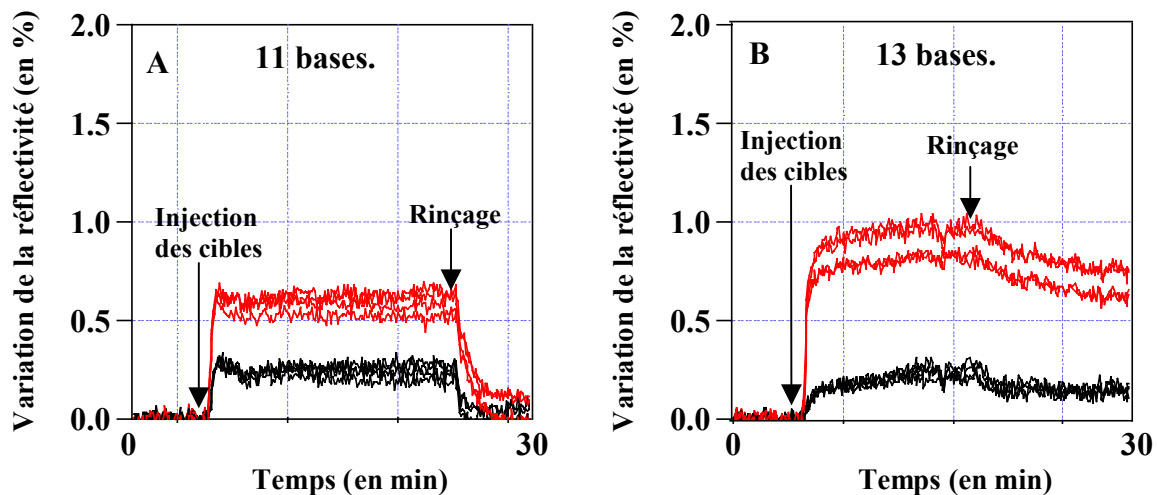 Variation de la réflectivité (en %)
2.0
1.5
1.0
0.5
0.0
A
11 bases.
Injection
des cibles
Rinçage
0
30
Temps (en min)
Variation de la réflectivité (en %)
2.0
1.5
1.0
0.5
0.0
B
13 bases.
Injection
des cibles
Rinçage
0
30
Temps (en min)